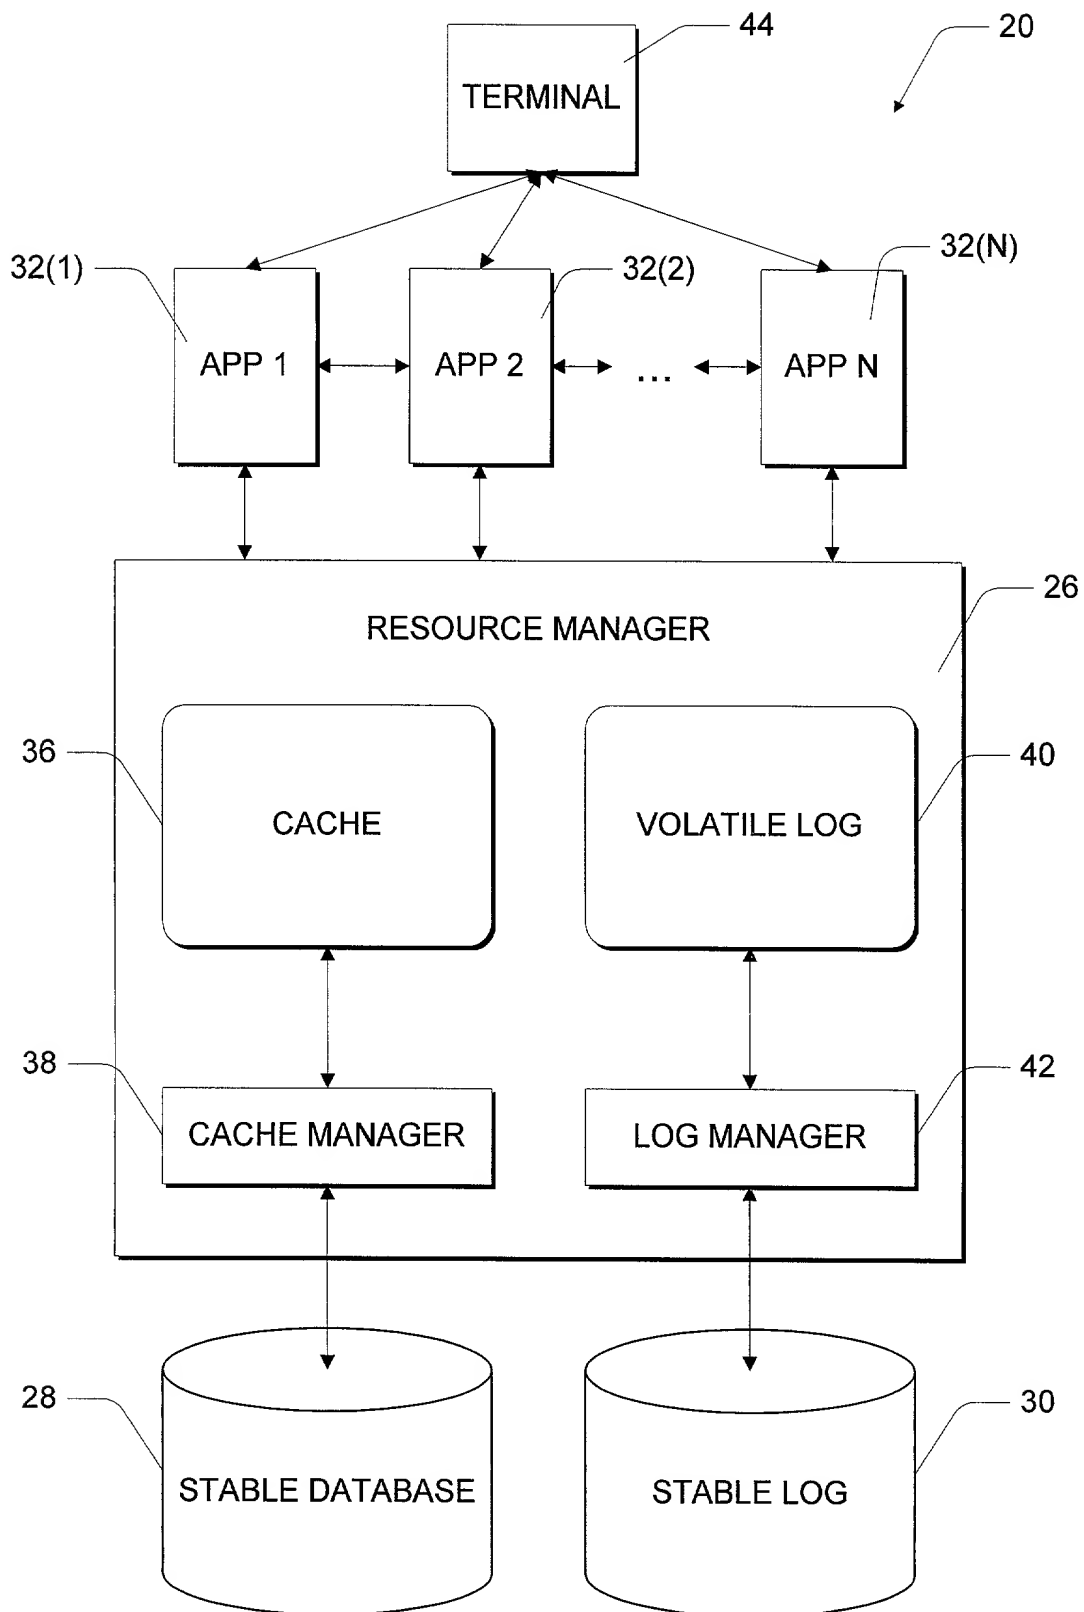 44
20
TERMINAL
32(1)
32(2)
32(N)
APP 1
APP 2
...
APP N
26
RESOURCE MANAGER
36
40
CACHE
VOLATILE LOG
38
42
CACHE MANAGER
LOG MANAGER
28
30
STABLE DATABASE
STABLE LOG